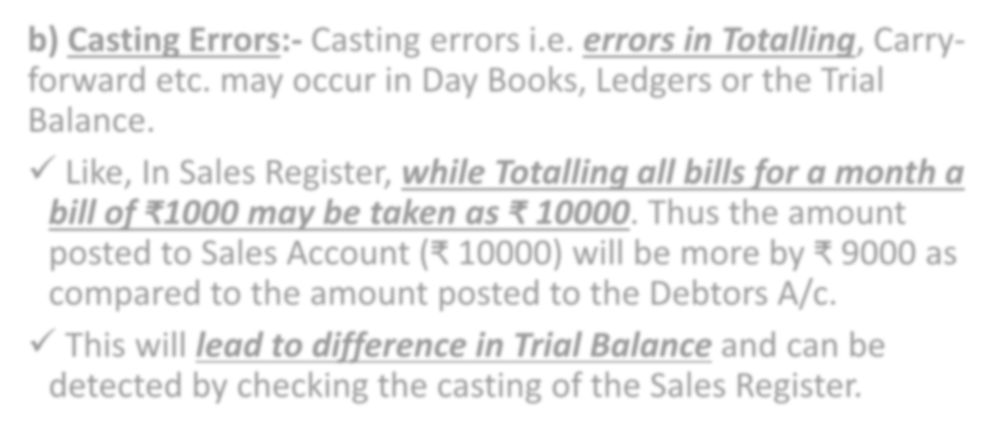 b) Casting Errors:- Casting errors i.e. errors in Totalling, Carry-
forward etc. may occur in Day Books, Ledgers or the Trial
Balance.
✓ Like, In Sales Register, while Totalling all bills for a month a
bill of ₹1000 may be taken as ₹ 10000. Thus the amount
posted to Sales Account (₹ 10000) will be more by ₹ 9000 as
compared to the amount posted to the Debtors A/c.
✓ This will lead to difference in Trial Balance and can be
detected by checking the casting of the Sales Register.